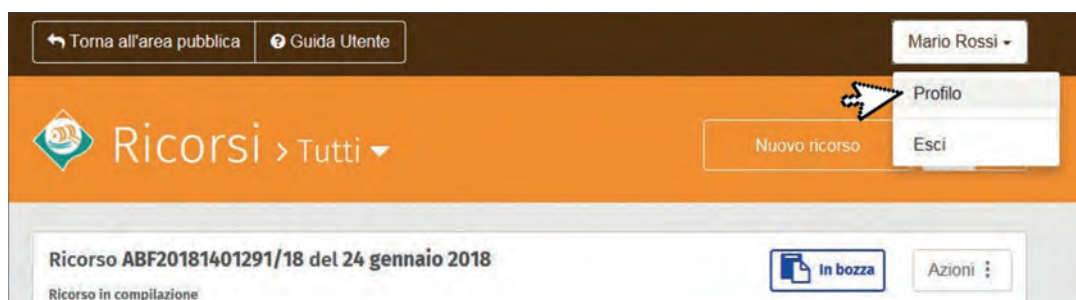 Torna all'area pubblica Guida Utente Mario Rossi
Profilo
Ricorsi > Tutti Nuovo ricorso Esci
Ricorso ABF20181401291/18 del 24 gennaio 2018 In bozza Azioni
Ricorso in compilazione